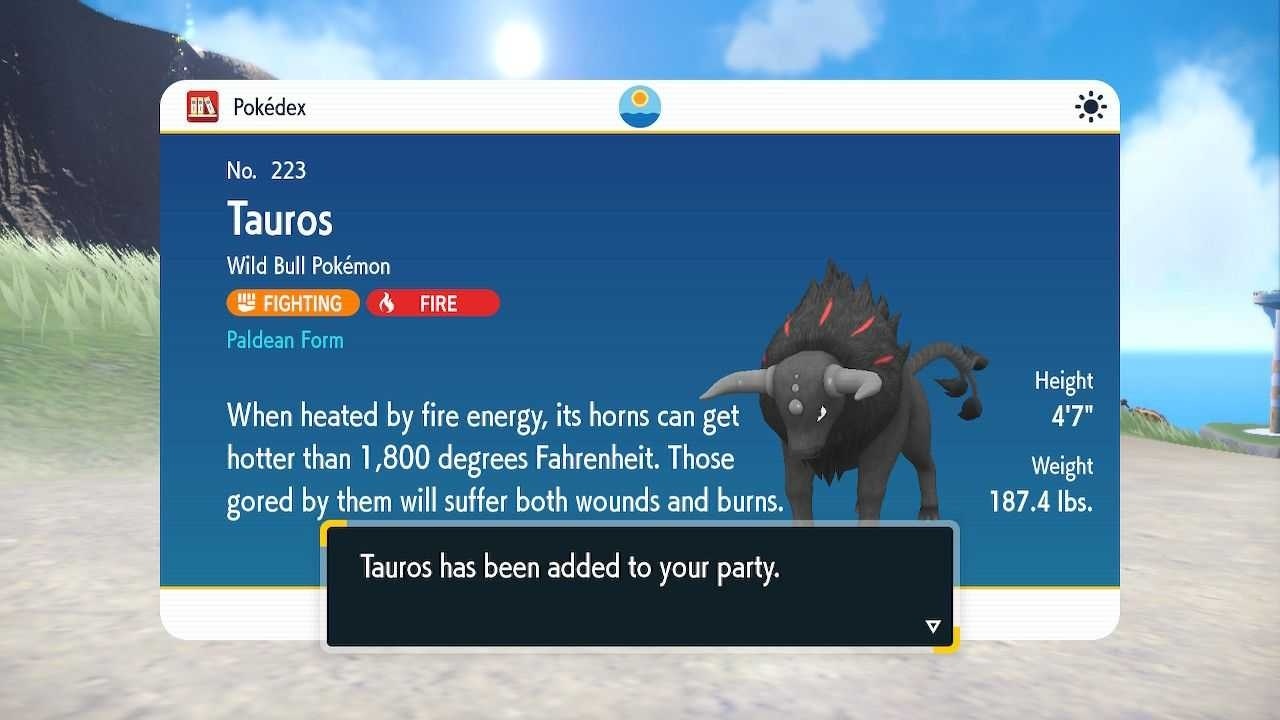 Pokédex
No. 223
Tauros
Wild Bull Pokémon
FIGHTING FIRE
Paldean Form
When heated by fire energy, its horns can get
hotter than 1,800 degrees Fahrenheit. Those
gored by them will suffer both wounds and burns.
Height
4'7"
Weight
187.4 lbs.
Tauros has been added to your party.